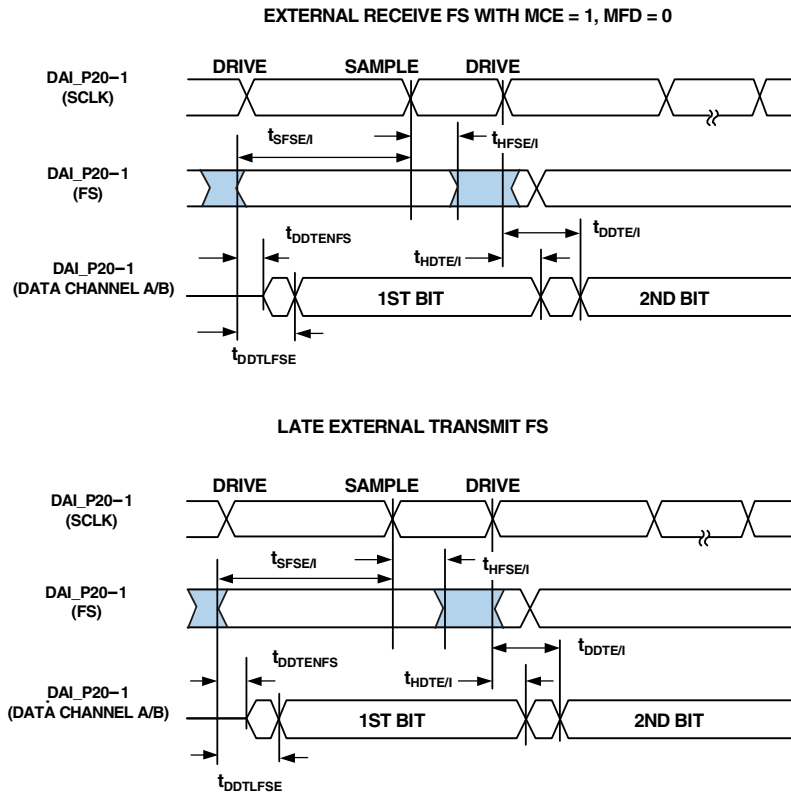 EXTERNAL RECEIVE FS WITH MCE = 1, MFD = 0
DRIVE SAMPLE DRIVE
DAI_P20–1
(SCLK)
tSFSE/I tHFSE/I
DAI_P20–1
(FS)
tDDTENFS tHDTE/I tDDTE/I
DAI_P20–1
(DATA CHANNEL A/B)
1ST BIT 2ND BIT
tDDTLFSE
LATE EXTERNAL TRANSMIT FS
DRIVE SAMPLE DRIVE
DAI_P20–1
(SCLK)
tSFSE/I tHFSE/I
DAI_P20–1
(FS)
tDDTENFS tHDTE/I tDDTE/I
DAI_P20–1
(DATA CHANNEL A/B)
1ST BIT 2ND BIT
tDDTLFSE